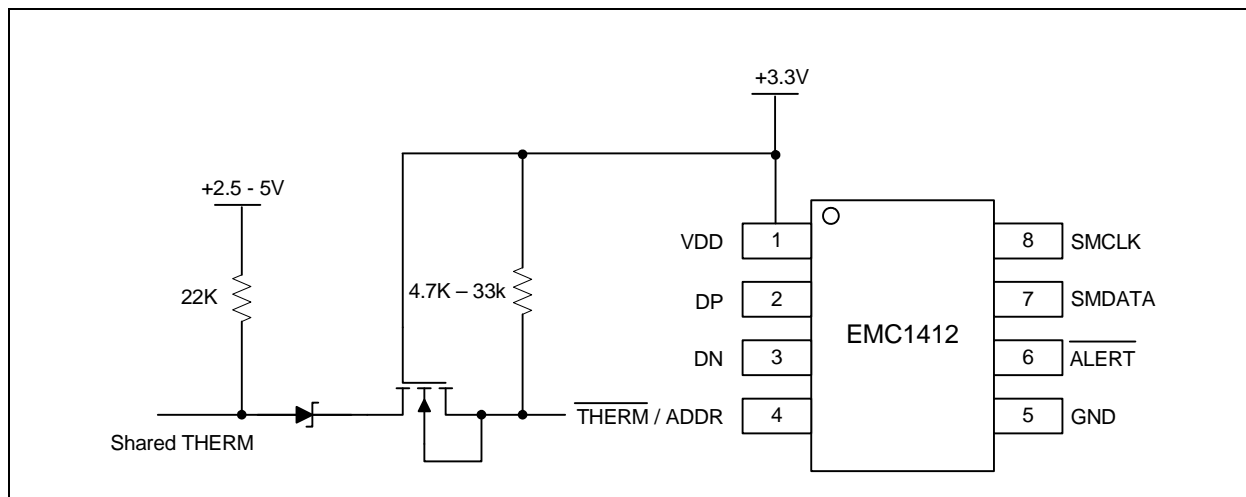 +3.3V
+2.5 - 5V
22K
4.7K – 33k
Shared THERM
THERM / ADDR
VDD
DP
DN
1
2
3
4
EMC1412
8
7
6
5
SMCLK
SMDATA
ALERT
GND